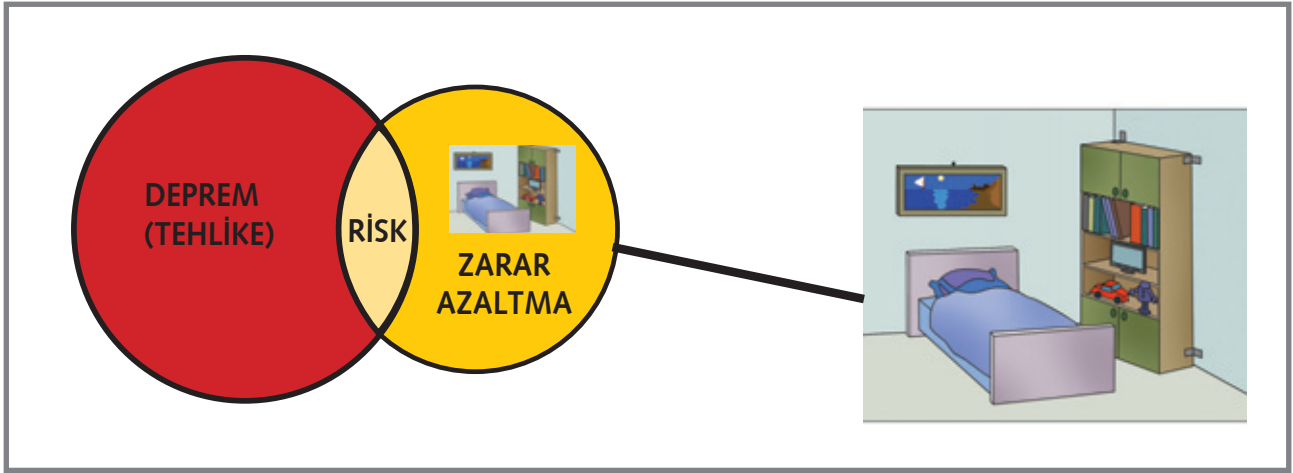 DEPREM
(TEHLİKE)
RİSK
ZARAR
AZALTMA